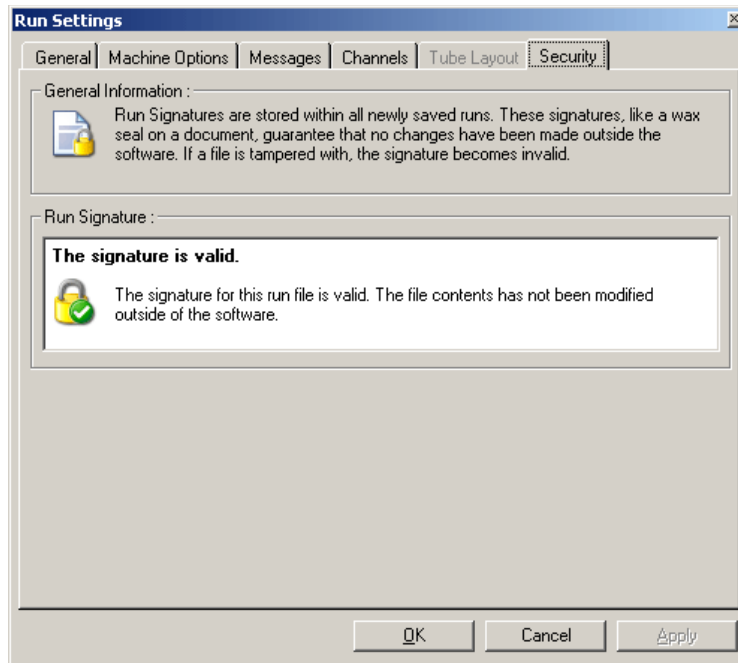 Run Settings
General Machine Options Messages Channels Tube Layout Security
General Information :
Run Signatures are stored within all newly saved runs. These signatures, like a wax
seal on a document, guarantee that no changes have been made outside the
software. If a file is tampered with, the signature becomes invalid.
Run Signature :
The signature is valid.
The signature for this run file is valid. The file contents has not been modified
outside of the software.
OK Cancel Apply